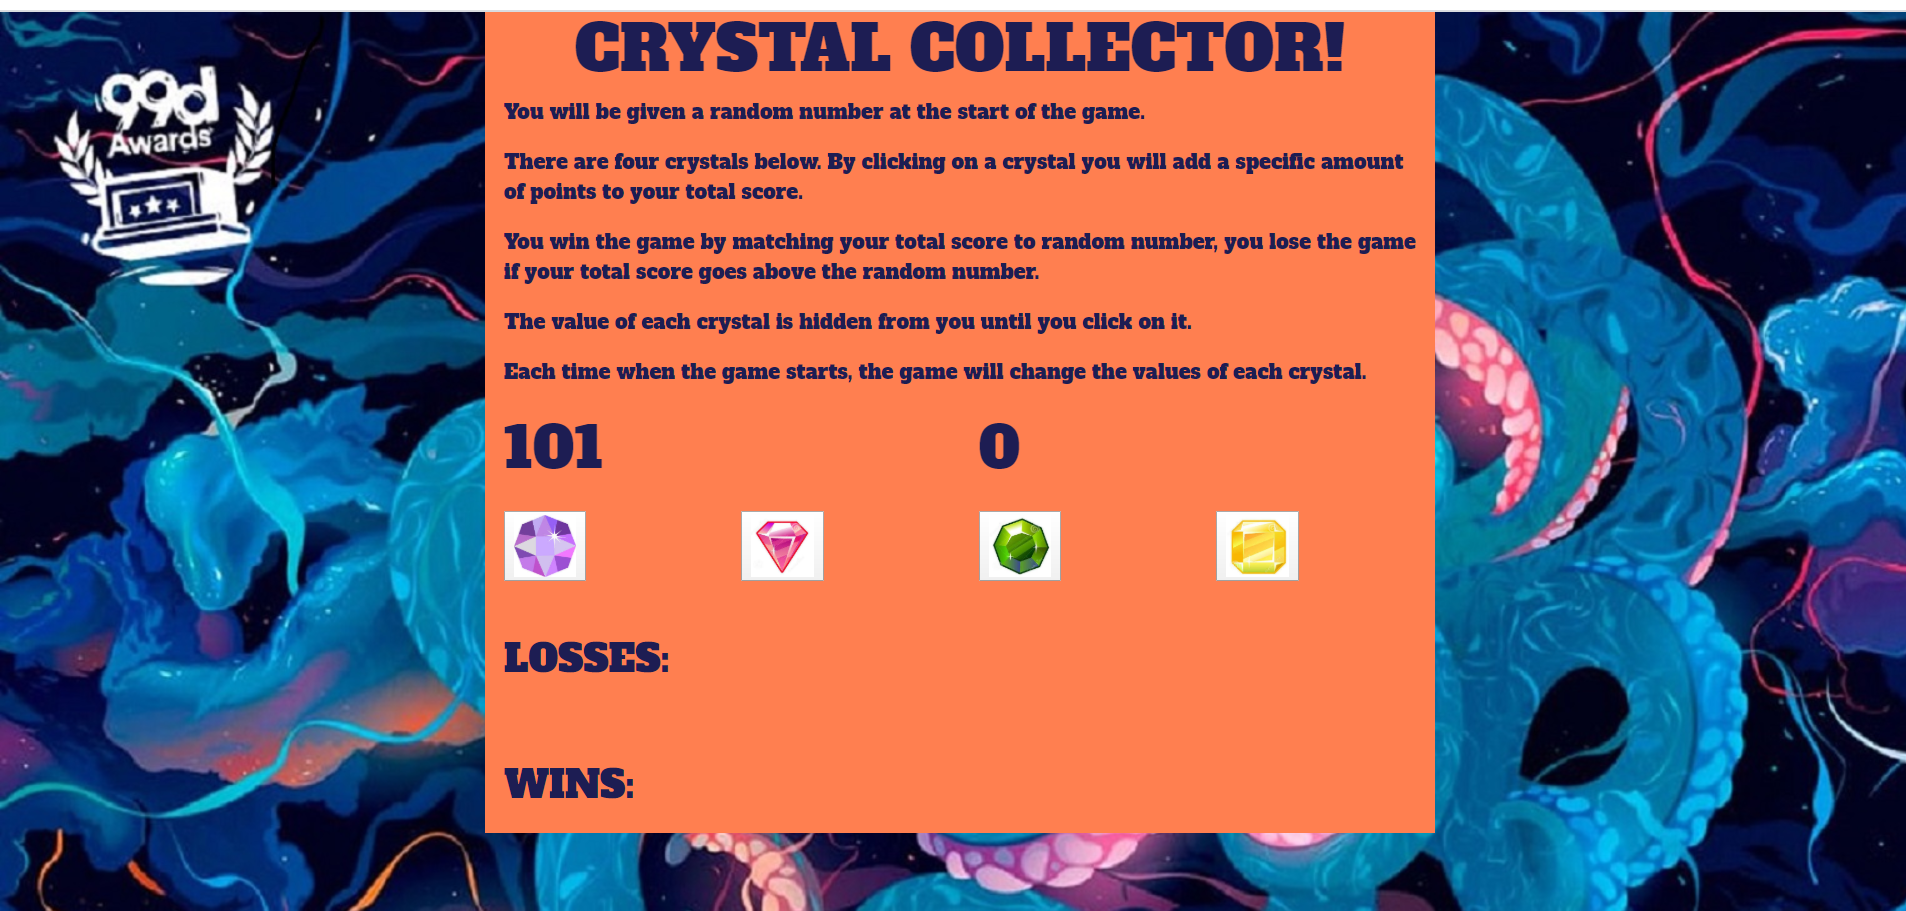 99d
Awards
CRYSTAL COLLECTOR!
You will be given a random number at the start of the game.
There are four crystals below. By clicking on a crystal you will add a specific amount
of points to your total score.
You win the game by matching your total score to random number, you lose the game
if your total score goes above the random number.
The value of each crystal is hidden from you until you click on it.
Each time when the game starts, the game will change the values of each crystal.
101 0
LOSSES:
WINS: